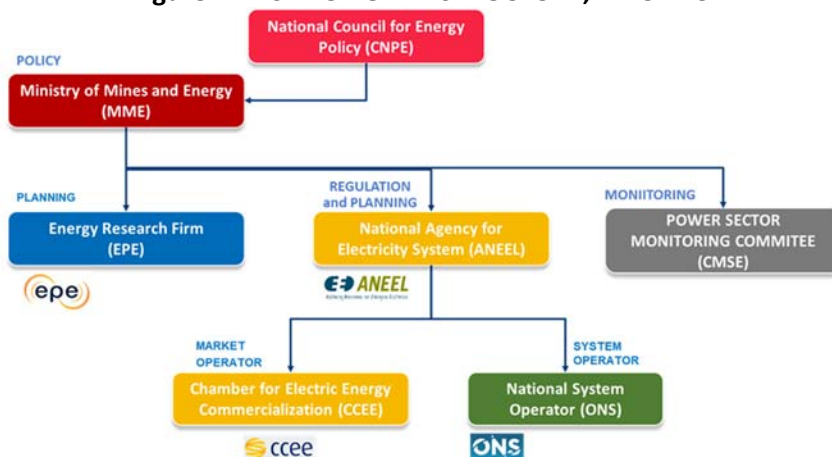 National Council for Energy
Policy (CNPE)
POLICY
Ministry of Mines and Energy
(MME)
PLANNING
REGULATION
and PLANNING
MONIITORING
Energy Research Firm
(EPE)
National Agency for
Electricity System (ANEEL)
POWER SECTOR
MONITORING COMMITEE
(CMSE)
epe
ANEEL
MARKET
OPERATOR
SYSTEM
OPERATOR
Chamber for Electric Energy
Commercialization (CCEE)
National System
Operator (ONS)
ccee
ONS